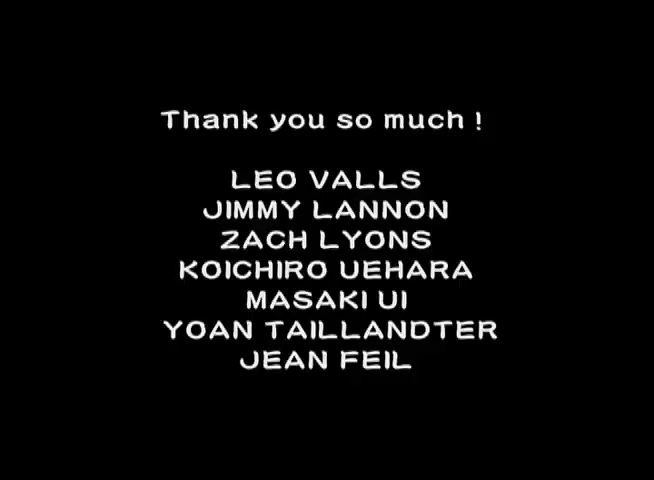 Thank you so much !
LEO VALLS
JIMMY LANNON
ZACH LYONS
KOICHIRO UEHARA
MASAKI UI
YOAN TAILLANDTER
JEAN FEIL